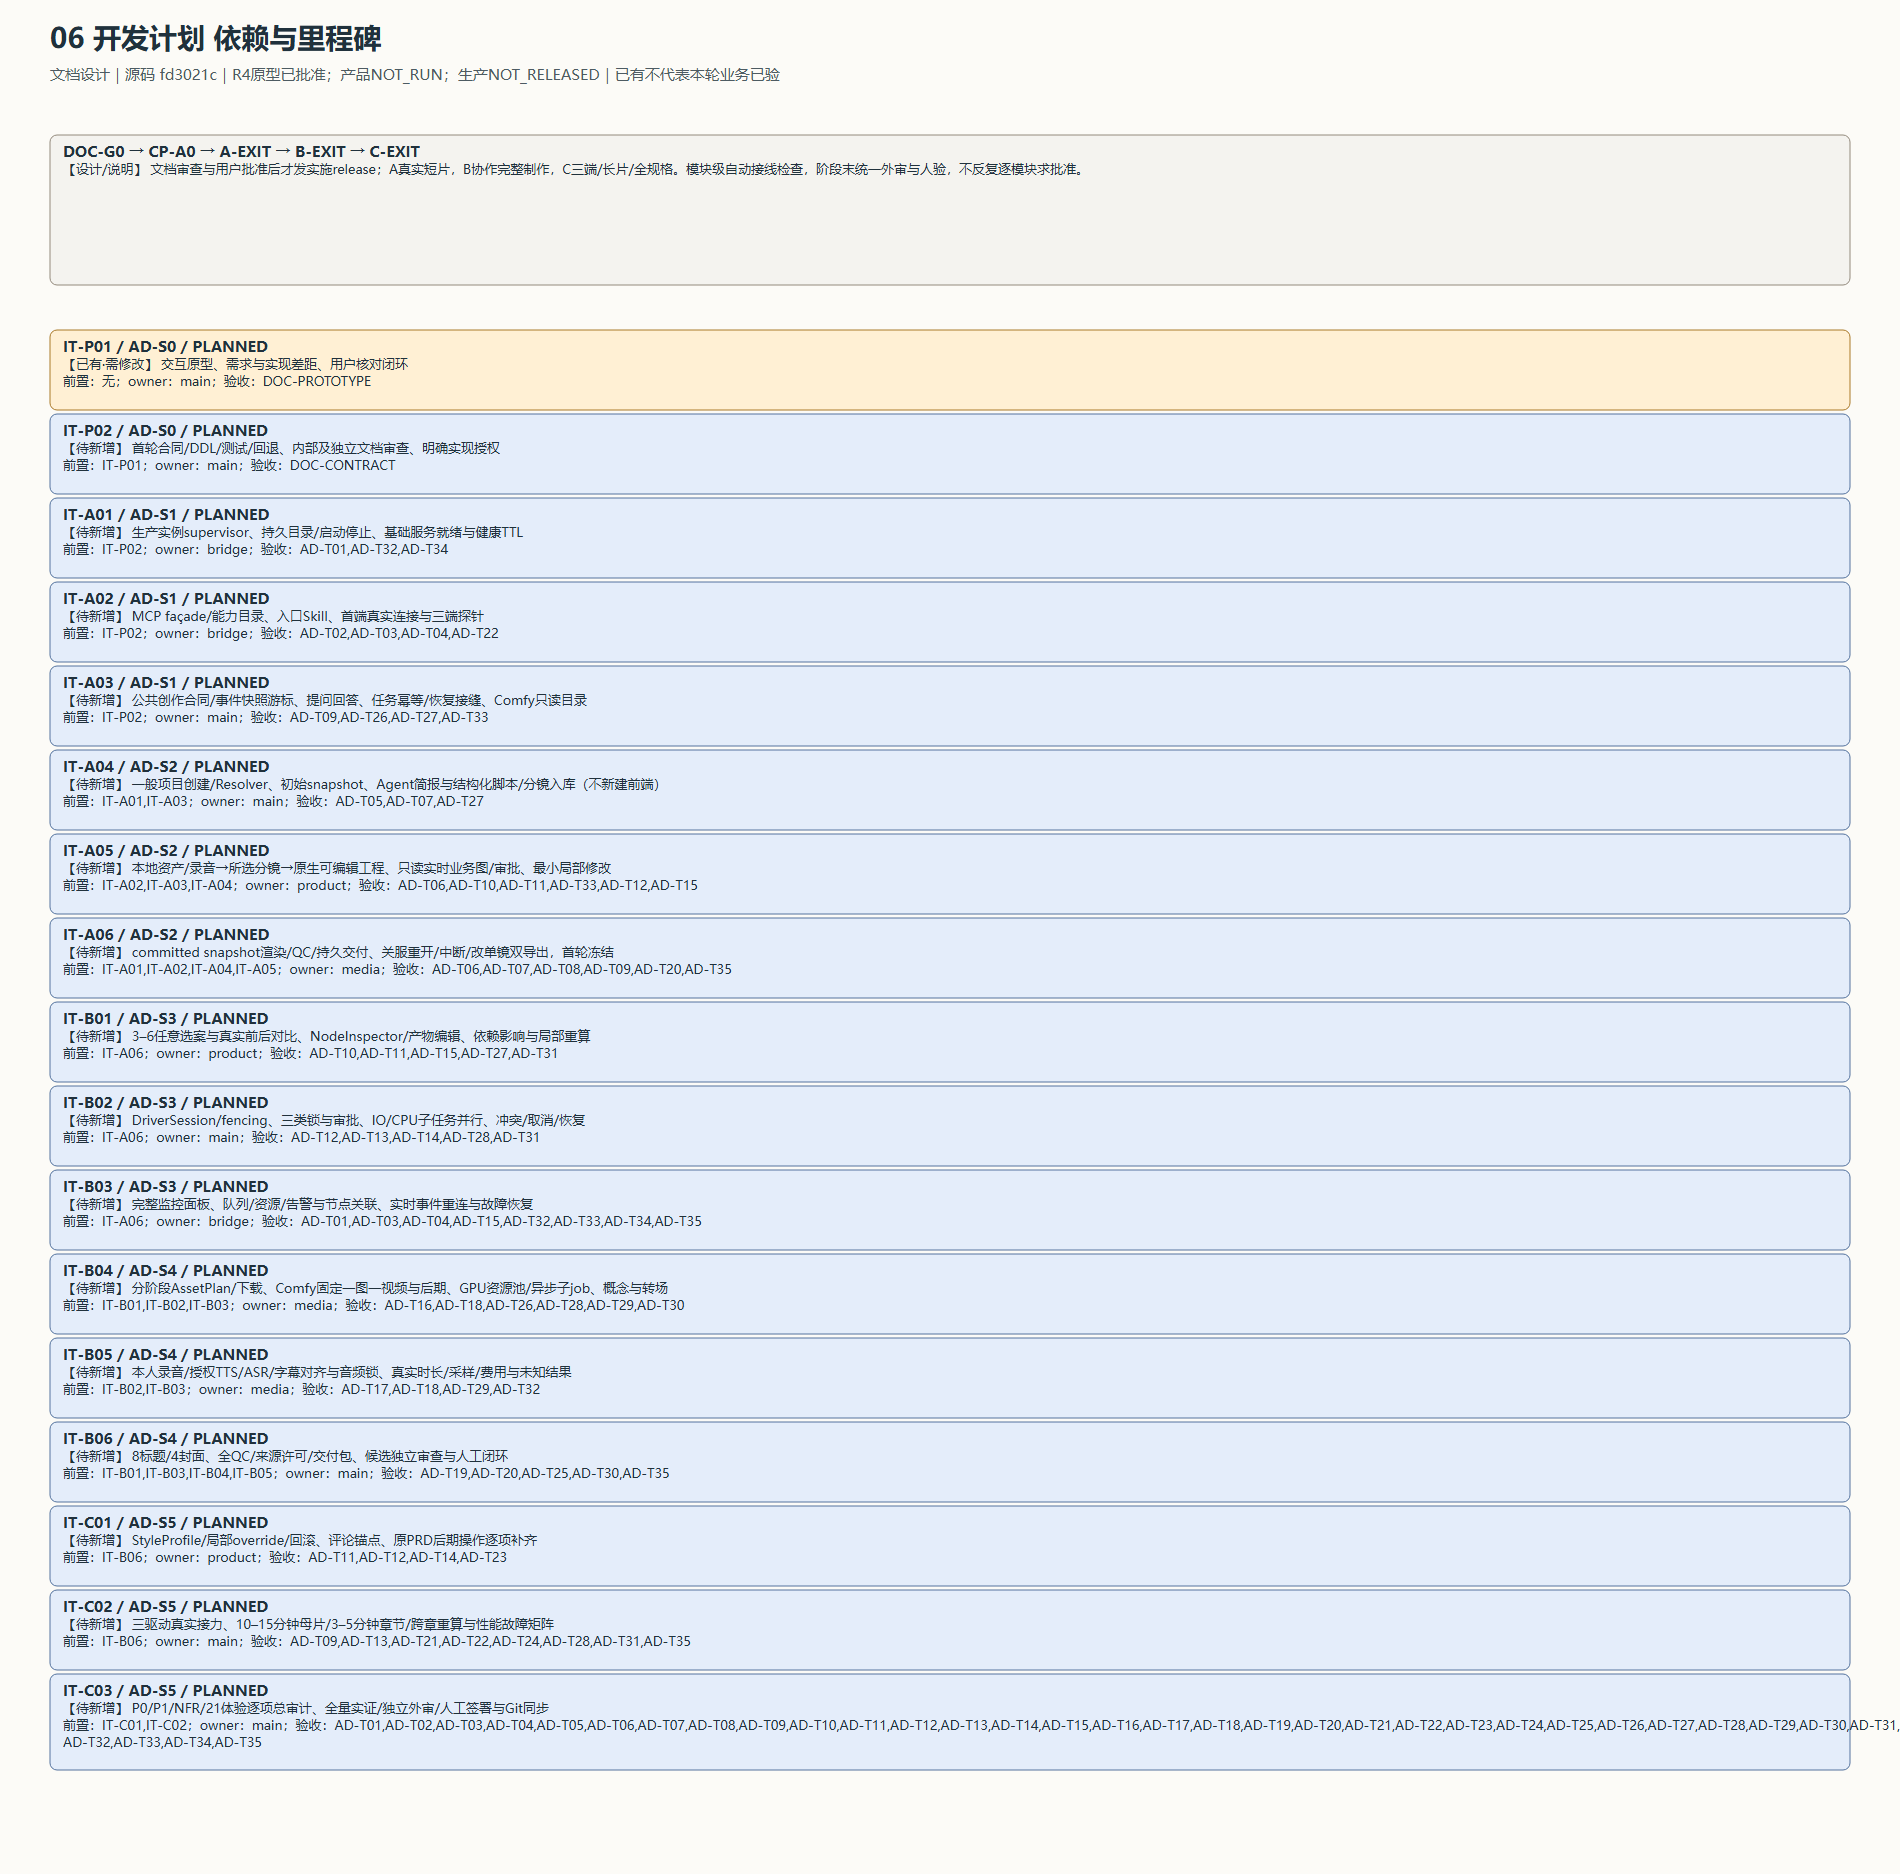 06 开发计划 依赖与里程碑
文档设计｜源码 fd3021c｜R4原型已批准；产品NOT_RUN；生产NOT_RELEASED｜已有不代表本轮业务已验
DOC-G0 → CP-A0 → A-EXIT → B-EXIT → C-EXIT
【设计/说明】 文档审查与用户批准后才发实施release；A真实短片，B协作完整制作，C三端/长片/全规格。模块级自动接线检查，阶段末统一外审与人验，不反复逐模块求批准。
IT-P01 / AD-S0 / PLANNED
【已有·需修改】 交互原型、需求与实现差距、用户核对闭环
前置：无；owner：main；验收：DOC-PROTOTYPE
IT-P02 / AD-S0 / PLANNED
【待新增】 首轮合同/DDL/测试/回退、内部及独立文档审查、明确实现授权
前置：IT-P01；owner：main；验收：DOC-CONTRACT
IT-A01 / AD-S1 / PLANNED
【待新增】 生产实例supervisor、持久目录/启动停止、基础服务就绪与健康TTL
前置：IT-P02；owner：bridge；验收：AD-T01,AD-T32,AD-T34
IT-A02 / AD-S1 / PLANNED
【待新增】 MCP façade/能力目录、入口Skill、首端真实连接与三端探针
前置：IT-P02；owner：bridge；验收：AD-T02,AD-T03,AD-T04,AD-T22
IT-A03 / AD-S1 / PLANNED
【待新增】 公共创作合同/事件快照游标、提问回答、任务幂等/恢复接缝、Comfy只读目录
前置：IT-P02；owner：main；验收：AD-T09,AD-T26,AD-T27,AD-T33
IT-A04 / AD-S2 / PLANNED
【待新增】 一般项目创建/Resolver、初始snapshot、Agent简报与结构化脚本/分镜入库（不新建前端）
前置：IT-A01,IT-A03；owner：main；验收：AD-T05,AD-T07,AD-T27
IT-A05 / AD-S2 / PLANNED
【待新增】 本地资产/录音→所选分镜→原生可编辑工程、只读实时业务图/审批、最小局部修改
前置：IT-A02,IT-A03,IT-A04；owner：product；验收：AD-T06,AD-T10,AD-T11,AD-T33,AD-T12,AD-T15
IT-A06 / AD-S2 / PLANNED
【待新增】 committed snapshot渲染/QC/持久交付、关服重开/中断/改单镜双导出，首轮冻结
前置：IT-A01,IT-A02,IT-A04,IT-A05；owner：media；验收：AD-T06,AD-T07,AD-T08,AD-T09,AD-T20,AD-T35
IT-B01 / AD-S3 / PLANNED
【待新增】 3–6任意选案与真实前后对比、NodeInspector/产物编辑、依赖影响与局部重算
前置：IT-A06；owner：product；验收：AD-T10,AD-T11,AD-T15,AD-T27,AD-T31
IT-B02 / AD-S3 / PLANNED
【待新增】 DriverSession/fencing、三类锁与审批、IO/CPU子任务并行、冲突/取消/恢复
前置：IT-A06；owner：main；验收：AD-T12,AD-T13,AD-T14,AD-T28,AD-T31
IT-B03 / AD-S3 / PLANNED
【待新增】 完整监控面板、队列/资源/告警与节点关联、实时事件重连与故障恢复
前置：IT-A06；owner：bridge；验收：AD-T01,AD-T03,AD-T04,AD-T15,AD-T32,AD-T33,AD-T34,AD-T35
IT-B04 / AD-S4 / PLANNED
【待新增】 分阶段AssetPlan/下载、Comfy固定一图一视频与后期、GPU资源池/异步子job、概念与转场
前置：IT-B01,IT-B02,IT-B03；owner：media；验收：AD-T16,AD-T18,AD-T26,AD-T28,AD-T29,AD-T30
IT-B05 / AD-S4 / PLANNED
【待新增】 本人录音/授权TTS/ASR/字幕对齐与音频锁、真实时长/采样/费用与未知结果
前置：IT-B02,IT-B03；owner：media；验收：AD-T17,AD-T18,AD-T29,AD-T32
IT-B06 / AD-S4 / PLANNED
【待新增】 8标题/4封面、全QC/来源许可/交付包、候选独立审查与人工闭环
前置：IT-B01,IT-B03,IT-B04,IT-B05；owner：main；验收：AD-T19,AD-T20,AD-T25,AD-T30,AD-T35
IT-C01 / AD-S5 / PLANNED
【待新增】 StyleProfile/局部override/回滚、评论锚点、原PRD后期操作逐项补齐
前置：IT-B06；owner：product；验收：AD-T11,AD-T12,AD-T14,AD-T23
IT-C02 / AD-S5 / PLANNED
【待新增】 三驱动真实接力、10–15分钟母片/3–5分钟章节/跨章重算与性能故障矩阵
前置：IT-B06；owner：main；验收：AD-T09,AD-T13,AD-T21,AD-T22,AD-T24,AD-T28,AD-T31,AD-T35
IT-C03 / AD-S5 / PLANNED
【待新增】 P0/P1/NFR/21体验逐项总审计、全量实证/独立外审/人工签署与Git同步
前置：IT-C01,IT-C02；owner：main；验收：AD-T01,AD-T02,AD-T03,AD-T04,AD-T05,AD-T06,AD-T07,AD-T08,AD-T09,AD-T10,AD-T11,AD-T12,AD-T13,AD-T14,AD-T15,AD-T16,AD-T17,AD-T18,AD-T19,AD-T20,AD-T21,AD-T22,AD-T23,AD-T24,AD-T25,AD-T26,AD-T27,AD-T28,AD-T29,AD-T30,AD-T31,
AD-T32,AD-T33,AD-T34,AD-T35